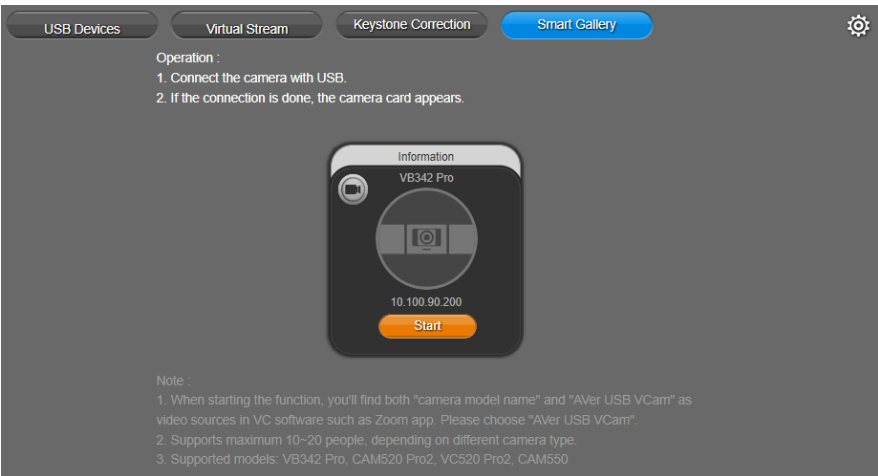 USB Devices
Virtual Stream
Keystone Correction
Smart Gallery
Operation :
1. Connect the camera with USB.
2. If the connection is done, the camera card appears.
Information
VB342 Pro
10.100.90.200
Start
Note :
1. When starting the function, you'll find both "camera model name" and "AVer USB VCam" as
video sources in VC software such as Zoom app. Please choose "AVer USB VCam".
2. Supports maximum 10~20 people, depending on different camera type.
3. Supported models: VB342 Pro, CAM520 Pro2, VC520 Pro2, CAM550